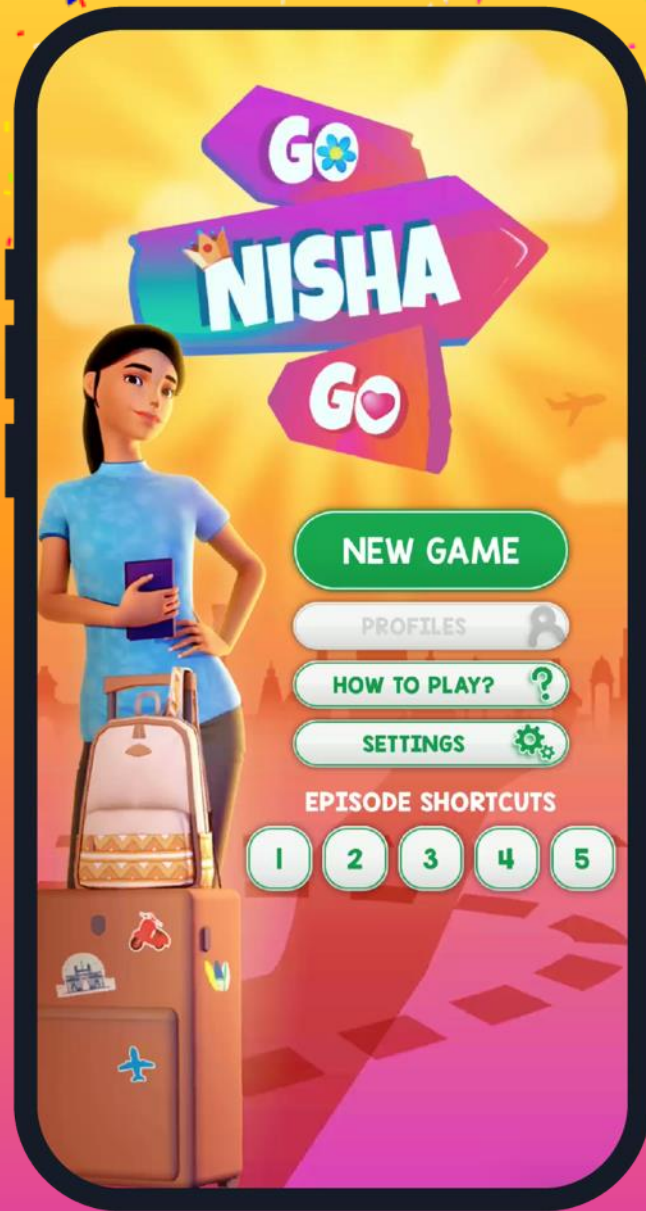 GO
NISHA
GO
NEW GAME
PROFILES
HOW TO PLAY? ?
SETTINGS
EPISODE SHORTCUTS
1 2 3 4 5